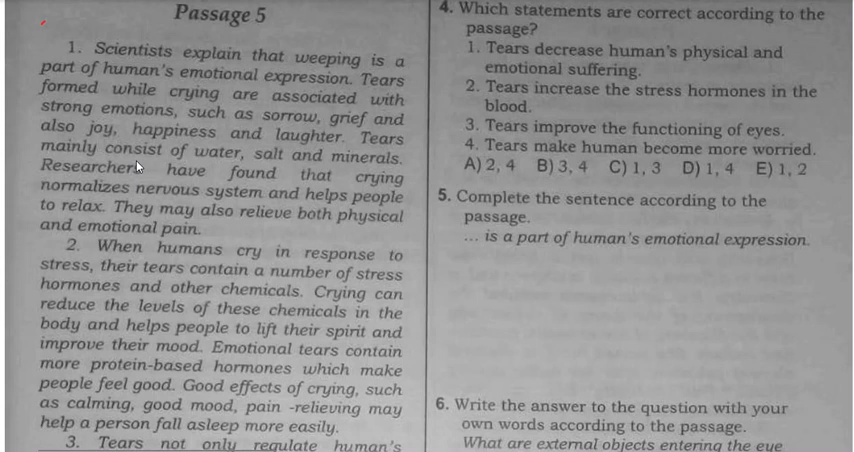 Passage 5
1. Scientists explain that weeping is a
part of human's emotional expression. Tears
formed while crying are associated with
strong emotions, such as sorrow, grief and
also joy, happiness and laughter. Tears
mainly consist of water, salt and minerals.
Researchers have found that crying
normalizes nervous system and helps people
to relax. They may also relieve both physical
and emotional pain.
2. When humans cry in response to
stress, their tears contain a number of stress
hormones and other chemicals. Crying can
reduce the levels of these chemicals in the
body and helps people to lift their spirit and
improve their mood. Emotional tears contain
more protein-based hormones which make
people feel good. Good effects of crying, such
as calming, good mood, pain -relieving may
help a person fall asleep more easily.
3. Tears not only regulate human's
4. Which statements are correct according to the
passage?
1. Tears decrease human's physical and
emotional suffering.
2. Tears increase the stress hormones in the
blood.
3. Tears improve the functioning of eyes.
4. Tears make human become more worried.
A) 2, 4 B) 3, 4 C) 1, 3 D) 1, 4 E) 1, 2
5. Complete the sentence according to the
passage.
... is a part of human's emotional expression.
6. Write the answer to the question with your
own words according to the passage.
What are external objects entering the eye